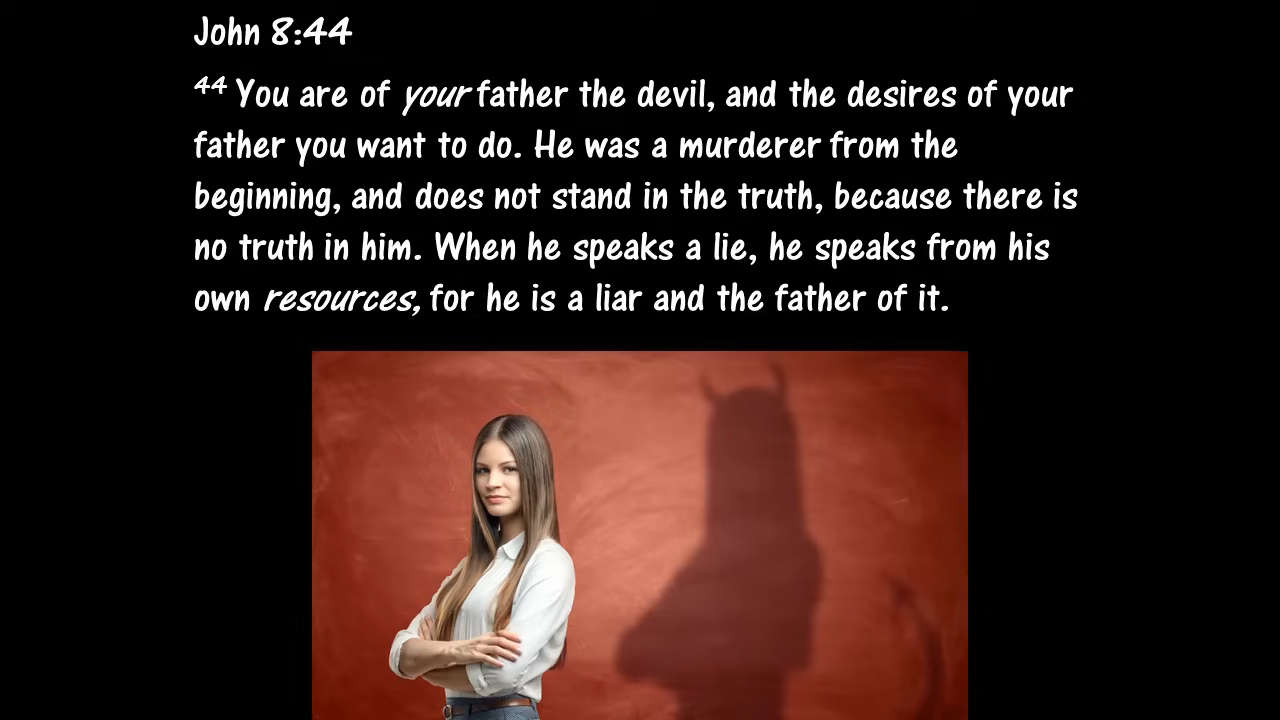 John 8:44
44 You are of your father the devil, and the desires of your
father you want to do. He was a murderer from the
beginning, and does not stand in the truth, because there is
no truth in him. When he speaks a lie, he speaks from his
own resources, for he is a liar and the father of it.